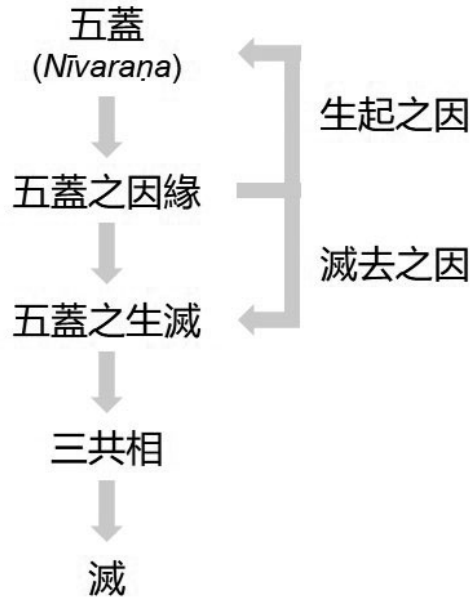 五蓋
(Nīvaraṇa)
生起之因
五蓋之因緣
滅去之因
五蓋之生滅
三共相
滅